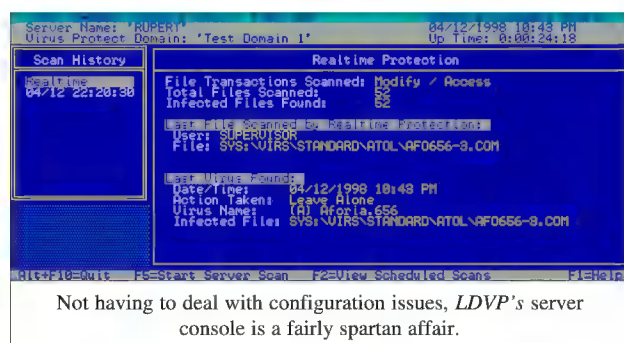 Server Name: "RUPERT" 04/12/1998 10:43 PM
Virus Protect Domain: "Test Domain 1" Up Time: 0:00:24:18
Scan History
Realtime Protection
Realtime
04/12 22:20:30
File Transactions Scanned: Modify / Access
Total Files Scanned: 52
Infected Files Found: 52
Last File Scanned by Realtime Protection:
User: SUPERVISOR
File: SYS:\VIRS\STANDARD\ATOL\AFO656-3.COM
Last Virus Found:
Date/Time: 04/12/1998 10:43 PM
Action Taken: Leave Alone
Virus Name: (A) Aforia.656
Infected File: SYS:\VIRS\STANDARD\ATOL\AFO656-3.COM
Alt+F10=Quit F5=Start Server Scan F2=View Scheduled Scans F1=Help
Not having to deal with configuration issues, LDVP's server
console is a fairly spartan affair.